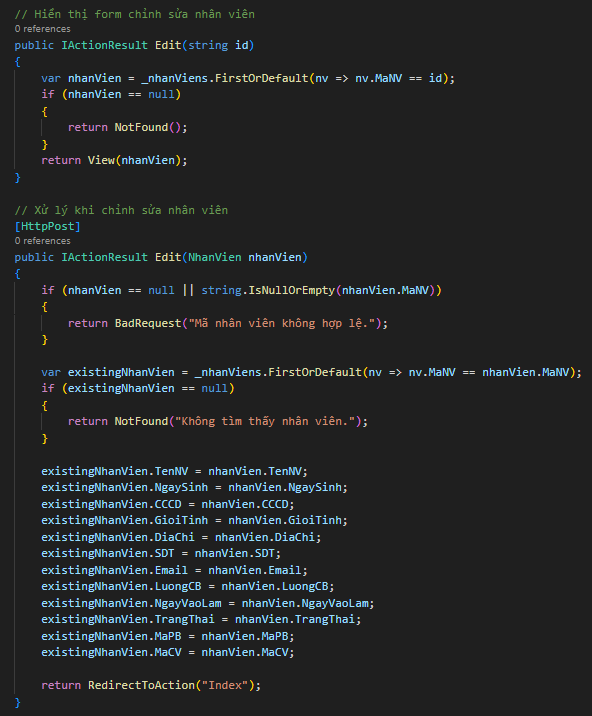 // Hiển thị form chỉnh sửa nhân viên
0 references
public IActionResult Edit(string id)
{
var nhanVien = _nhanViens.FirstOrDefault(nv => nv.MaNV == id);
if (nhanVien == null)
{
return NotFound();
}
return View(nhanVien);
}
// Xử lý khi chỉnh sửa nhân viên
[HttpPost]
0 references
public IActionResult Edit(NhanVien nhanVien)
{
if (nhanVien == null || string.IsNullOrEmpty(nhanVien.MaNV))
{
return BadRequest("Mã nhân viên không hợp lệ.");
}
var existingNhanVien = _nhanViens.FirstOrDefault(nv => nv.MaNV == nhanVien.MaNV);
if (existingNhanVien == null)
{
return NotFound("Không tìm thấy nhân viên.");
}
existingNhanVien.TenNV = nhanVien.TenNV;
existingNhanVien.NgaySinh = nhanVien.NgaySinh;
existingNhanVien.CCCD = nhanVien.CCCD;
existingNhanVien.GioiTinh = nhanVien.GioiTinh;
existingNhanVien.DiaChi = nhanVien.DiaChi;
existingNhanVien.SDT = nhanVien.SDT;
existingNhanVien.Email = nhanVien.Email;
existingNhanVien.LuongCB = nhanVien.LuongCB;
existingNhanVien.NgayVaoLam = nhanVien.NgayVaoLam;
existingNhanVien.TrangThai = nhanVien.TrangThai;
existingNhanVien.MaPB = nhanVien.MaPB;
existingNhanVien.MaCV = nhanVien.MaCV;
return RedirectToAction("Index");
}